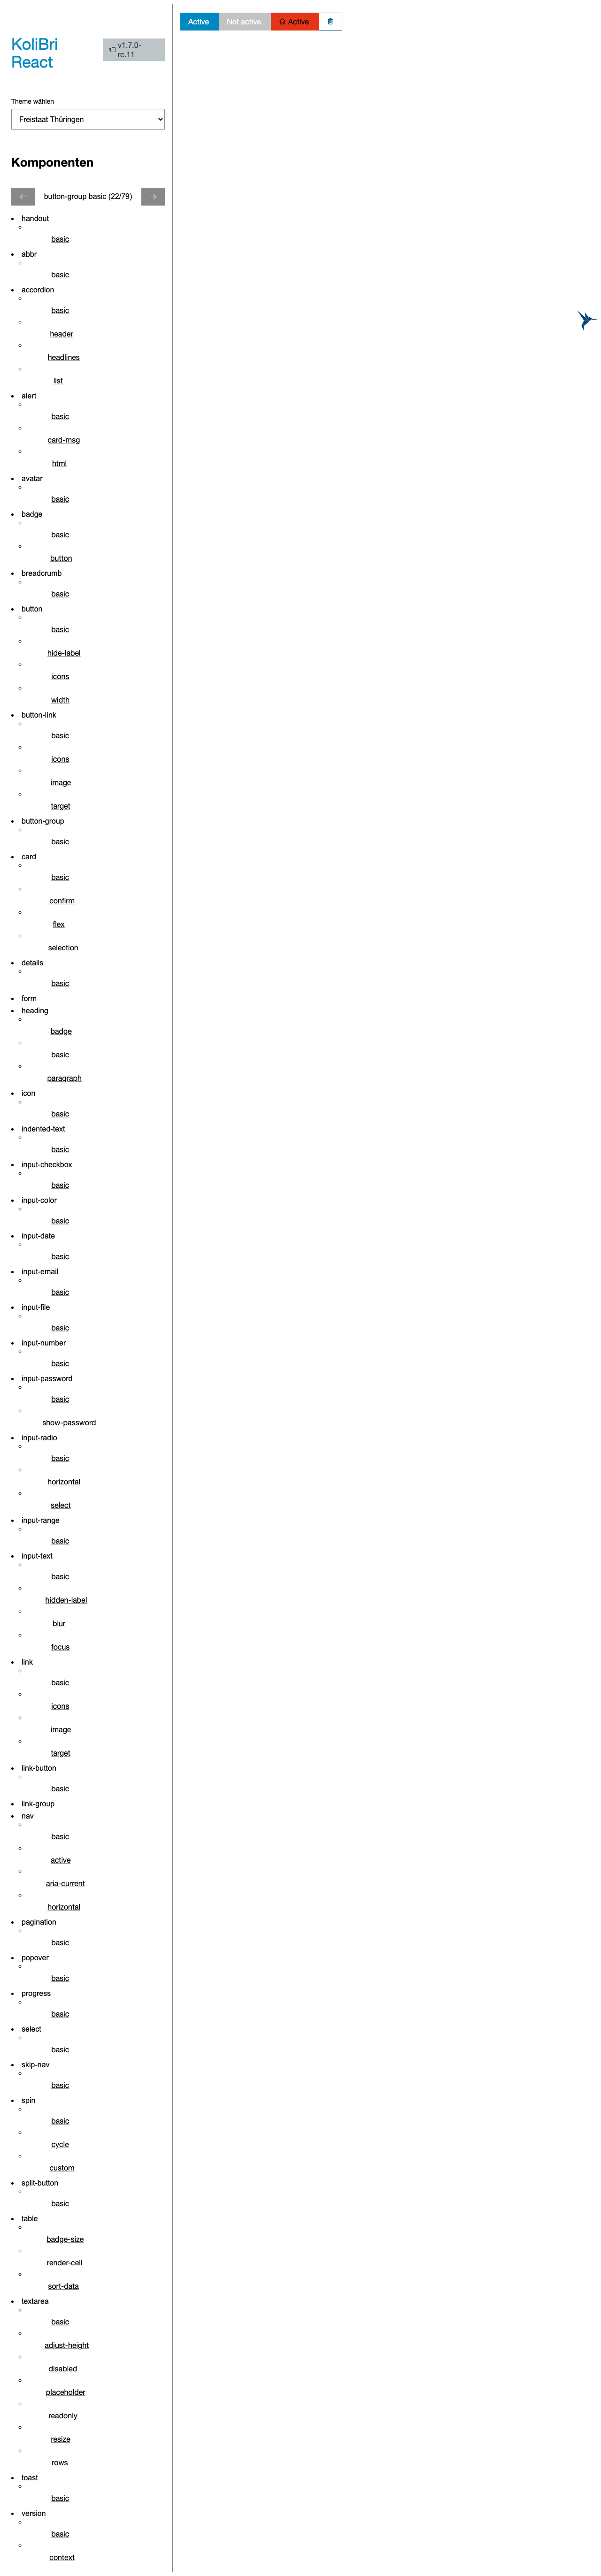 KoliBri
React
v1.7.0-
rc.11
Theme wählen
Freistaat Thüringen
Komponenten
button-group basic (22/79)
handout
basic
abbr
basic
accordion
basic
header
headlines
list
alert
basic
card-msg
html
avatar
basic
badge
basic
button
breadcrumb
basic
button
basic
hide-label
icons
width
button-link
basic
icons
image
target
button-group
basic
card
basic
confirm
flex
selection
details
basic
form
heading
badge
basic
paragraph
icon
basic
indented-text
basic
input-checkbox
basic
input-color
basic
input-date
basic
input-email
basic
input-file
basic
input-number
basic
input-password
basic
show-password
input-radio
basic
horizontal
select
input-range
basic
input-text
basic
hidden-label
blur
focus
link
basic
icons
image
target
link-button
basic
link-group
nav
basic
active
aria-current
horizontal
pagination
basic
popover
basic
progress
basic
select
basic
skip-nav
basic
spin
basic
cycle
custom
split-button
basic
table
badge-size
render-cell
sort-data
textarea
basic
adjust-height
disabled
placeholder
readonly
resize
rows
toast
basic
version
basic
context
Active Not active Active